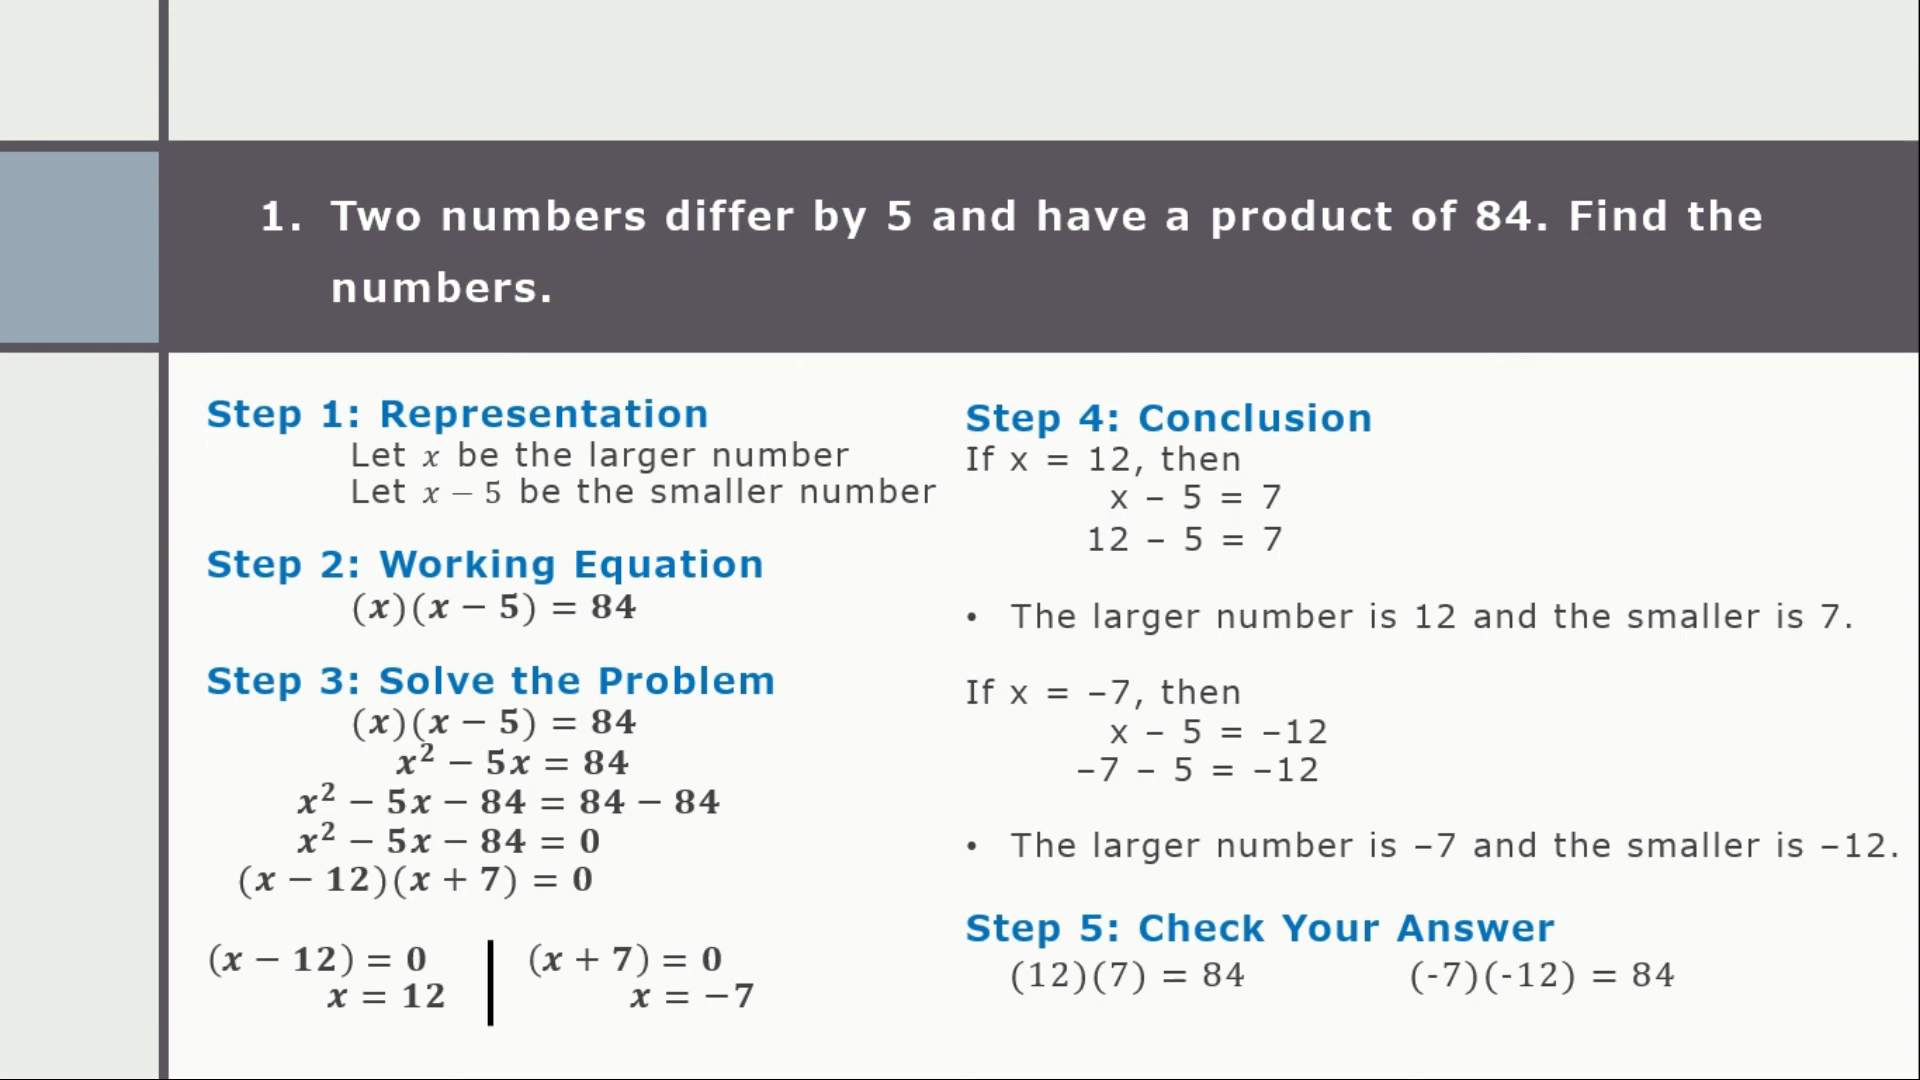 1. Two numbers differ by 5 and have a product of 84. Find the
numbers.
Step 1: Representation
Let x be the larger number
Let x − 5 be the smaller number
Step 2: Working Equation
(x)(x − 5) = 84
Step 3: Solve the Problem
(x)(x − 5) = 84
x² − 5x = 84
x² − 5x − 84 = 84 − 84
x² − 5x − 84 = 0
(x − 12)(x + 7) = 0
(x − 12) = 0
x = 12
(x + 7) = 0
x = −7
Step 4: Conclusion
If x = 12, then
x – 5 = 7
12 – 5 = 7
• The larger number is 12 and the smaller is 7.
If x = –7, then
x – 5 = –12
–7 – 5 = –12
• The larger number is –7 and the smaller is –12.
Step 5: Check Your Answer
(12)(7) = 84
(-7)(-12) = 84